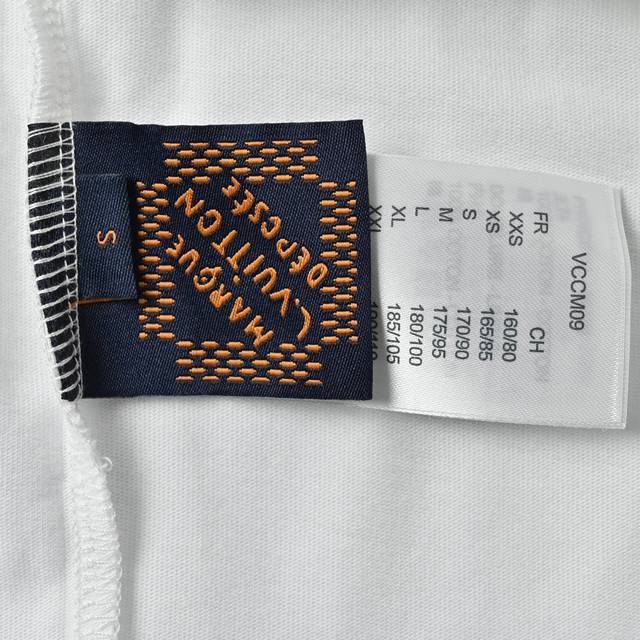 S
MARQUE
L.VUITTON
DÉPOSÉE
VCCM09
FR CH
XXS 160/80
XS 165/85
S 170/90
M 175/95
L 180/100
XL 185/105
XXL